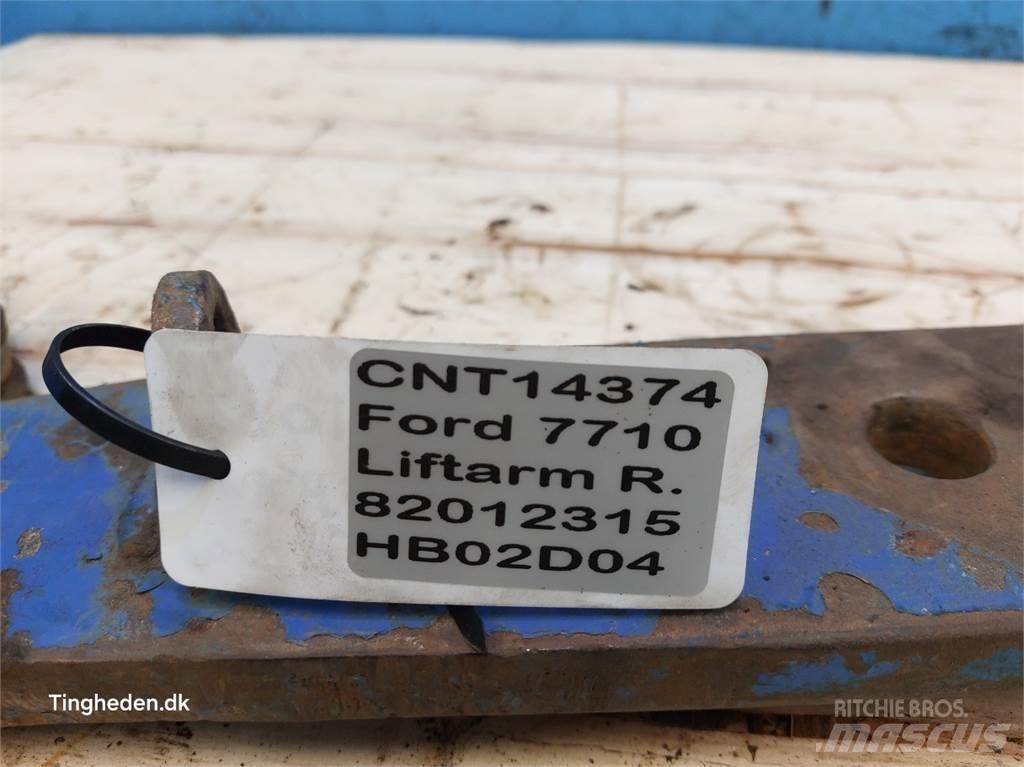 CNT14374
Ford 7710
Liftarm R.
82012315
HB02D04
Tingheden.dk
RITCHIE BROS.
MASCUS